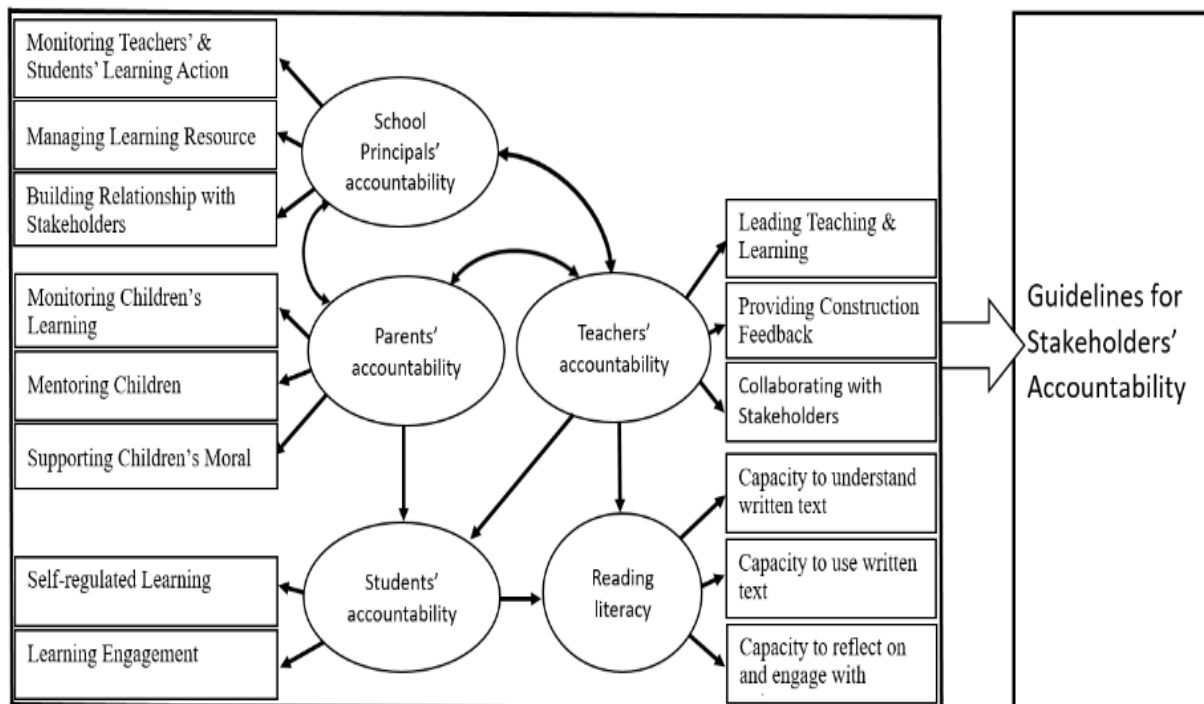 Monitoring Teachers' &
Students' Learning Action
Managing Learning Resource
Building Relationship with
Stakeholders
School
Principals'
accountability
Monitoring Children's
Learning
Mentoring Children
Supporting Children's Moral
Parents'
accountability
Teachers'
accountability
Leading Teaching &
Learning
Providing Construction
Feedback
Collaborating with
Stakeholders
Self-regulated Learning
Learning Engagement
Students'
accountability
Reading
literacy
Capacity to understand
written text
Capacity to use written
text
Capacity to reflect on
and engage with
Guidelines for
Stakeholders'
Accountability